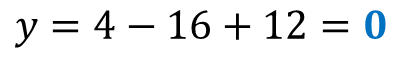 y = 4 − 16 + 12 = 0